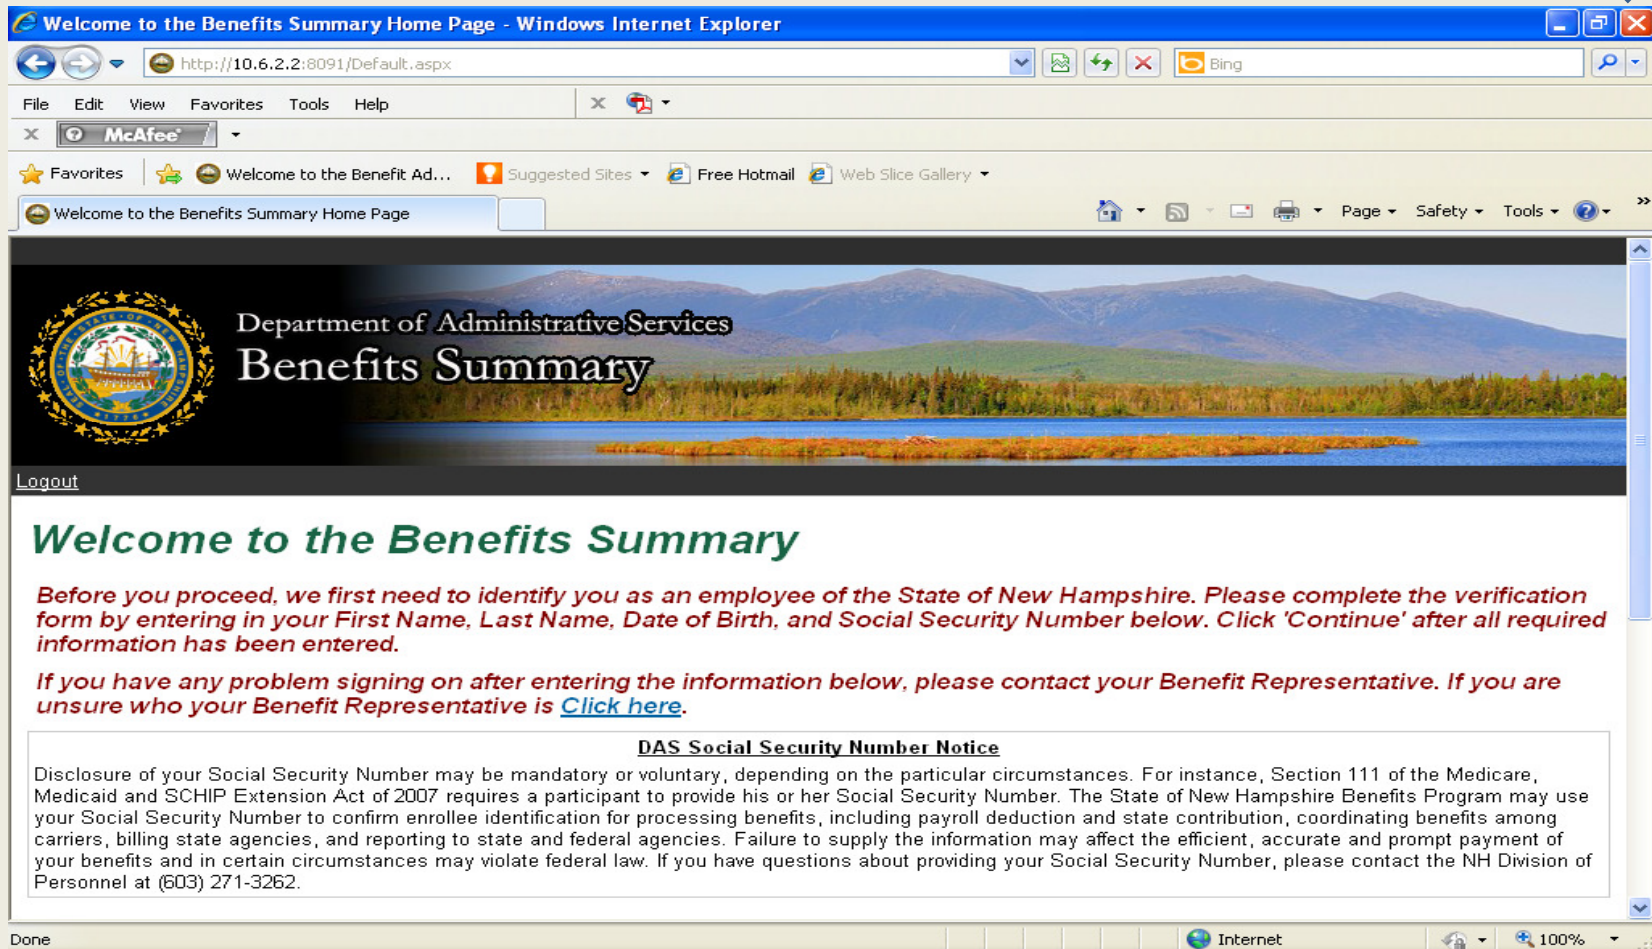 Welcome to the Benefits Summary Home Page - Windows Internet Explorer
http://10.6.2.2:8091/Default.aspx
Bing
File Edit View Favorites Tools Help
McAfee
Favorites Welcome to the Benefit Ad... Suggested Sites Free Hotmail Web Slice Gallery
Welcome to the Benefits Summary Home Page
Page Safety Tools
SEAL · OF · THE · STATE · OF · NEW HAMPSHIRE
1776
Department of Administrative Services
Benefits Summary
Logout
Welcome to the Benefits Summary
Before you proceed, we first need to identify you as an employee of the State of New Hampshire. Please complete the verification
form by entering in your First Name, Last Name, Date of Birth, and Social Security Number below. Click 'Continue' after all required
information has been entered.
If you have any problem signing on after entering the information below, please contact your Benefit Representative. If you are
unsure who your Benefit Representative is Click here.
DAS Social Security Number Notice
Disclosure of your Social Security Number may be mandatory or voluntary, depending on the particular circumstances. For instance, Section 111 of the Medicare,
Medicaid and SCHIP Extension Act of 2007 requires a participant to provide his or her Social Security Number. The State of New Hampshire Benefits Program may use
your Social Security Number to confirm enrollee identification for processing benefits, including payroll deduction and state contribution, coordinating benefits among
carriers, billing state agencies, and reporting to state and federal agencies. Failure to supply the information may affect the efficient, accurate and prompt payment of
your benefits and in certain circumstances may violate federal law. If you have questions about providing your Social Security Number, please contact the NH Division of
Personnel at (603) 271-3262.
Done
Internet
100%